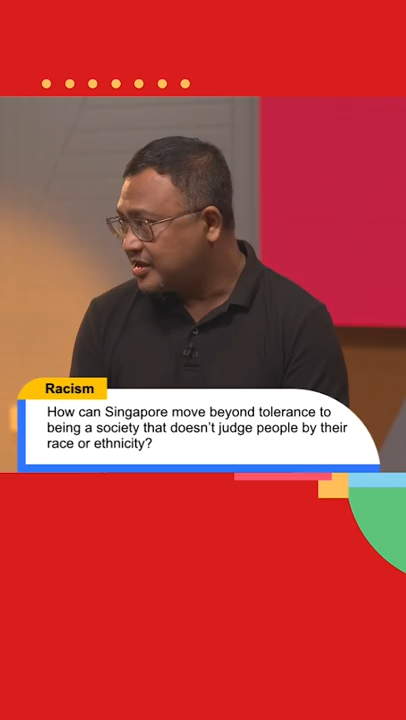 Racism
How can Singapore move beyond tolerance to
being a society that doesn't judge people by their
race or ethnicity?